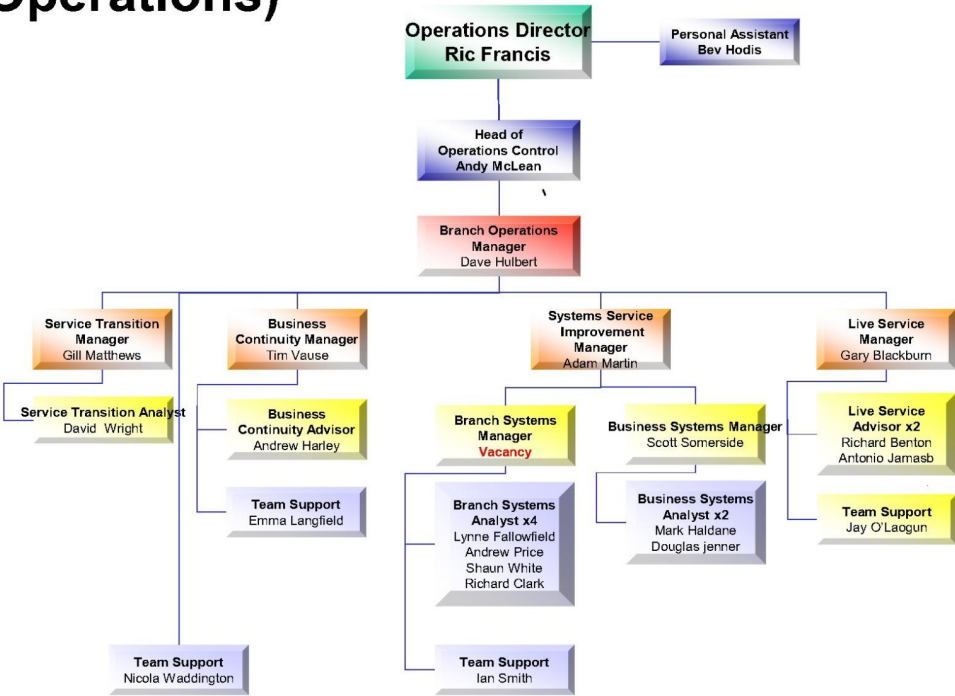 Operations)
Operations Director
Ric Francis
Personal Assistant
Bev Hodis
Head of
Operations Control
Andy McLean
Branch Operations
Manager
Dave Hulbert
Service Transition
Manager
Gill Matthews
Business
Continuity Manager
Tim Vause
Systems Service
Improvement
Manager
Adam Martin
Live Service
Manager
Gary Blackburn
Service Transition Analyst
David Wright
Business
Continuity Advisor
Andrew Harley
Branch Systems
Manager
Vacancy
Business Systems Manager
Scott Somerside
Live Service
Advisor x2
Richard Benton
Antonio Jamasb
Team Support
Emma Langfield
Branch Systems
Analyst x4
Lynne Fallowfield
Andrew Price
Shaun White
Richard Clark
Business Systems
Analyst x2
Mark Haldane
Douglas jenner
Team Support
Jay O'Laogun
Team Support
Nicola Waddington
Team Support
Ian Smith